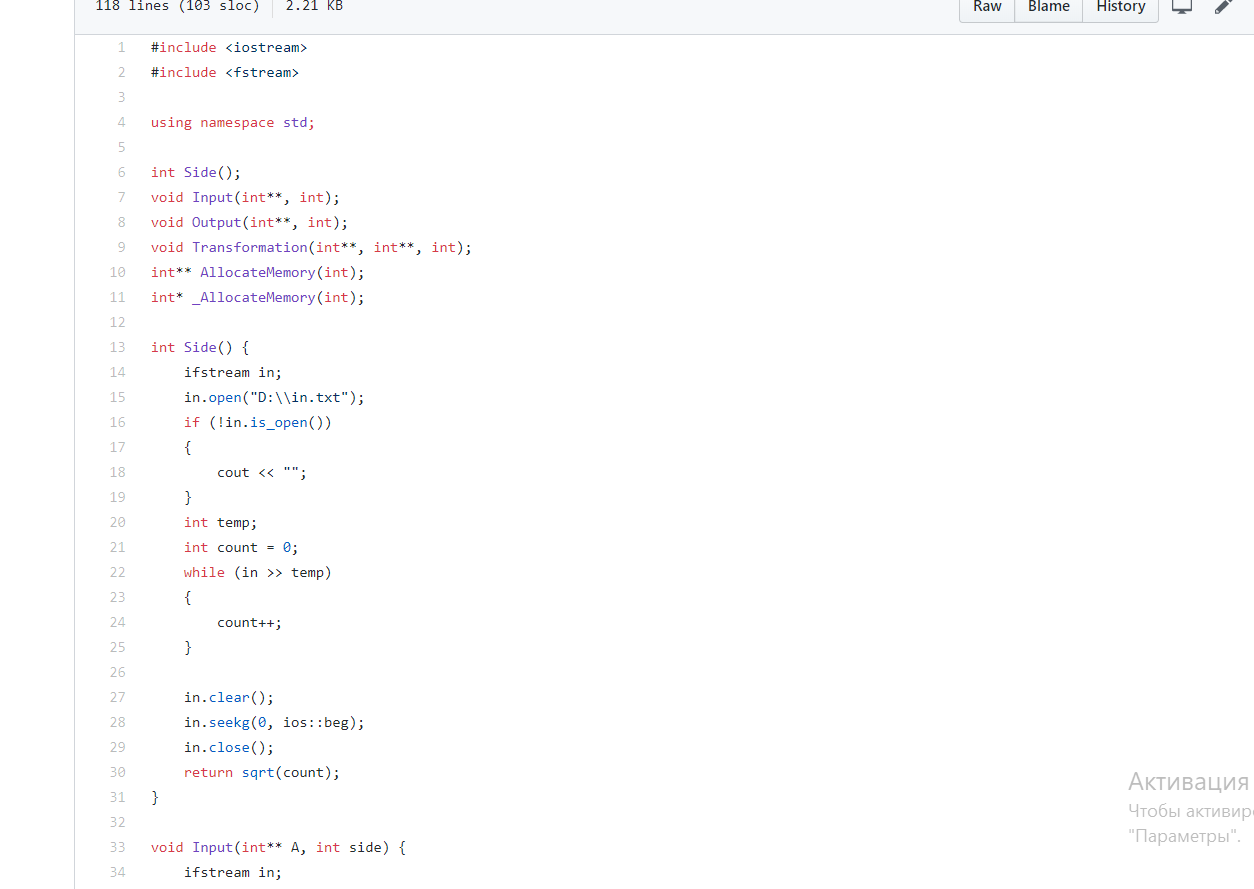 118 lines (103 sloc) 2.21 KB
Raw Blame History
1 #include <iostream>
2 #include <fstream>
3
4 using namespace std;
5
6 int Side();
7 void Input(int**, int);
8 void Output(int**, int);
9 void Transformation(int**, int**, int);
10 int** AllocateMemory(int);
11 int* _AllocateMemory(int);
12
13 int Side() {
14     ifstream in;
15     in.open("D:\\in.txt");
16     if (!in.is_open())
17     {
18         cout << "";
19     }
20     int temp;
21     int count = 0;
22     while (in >> temp)
23     {
24         count++;
25     }
26
27     in.clear();
28     in.seekg(0, ios::beg);
29     in.close();
30     return sqrt(count);
31 }
32
33 void Input(int** A, int side) {
34     ifstream in;
Активация
Чтобы активиро
"Параметры".